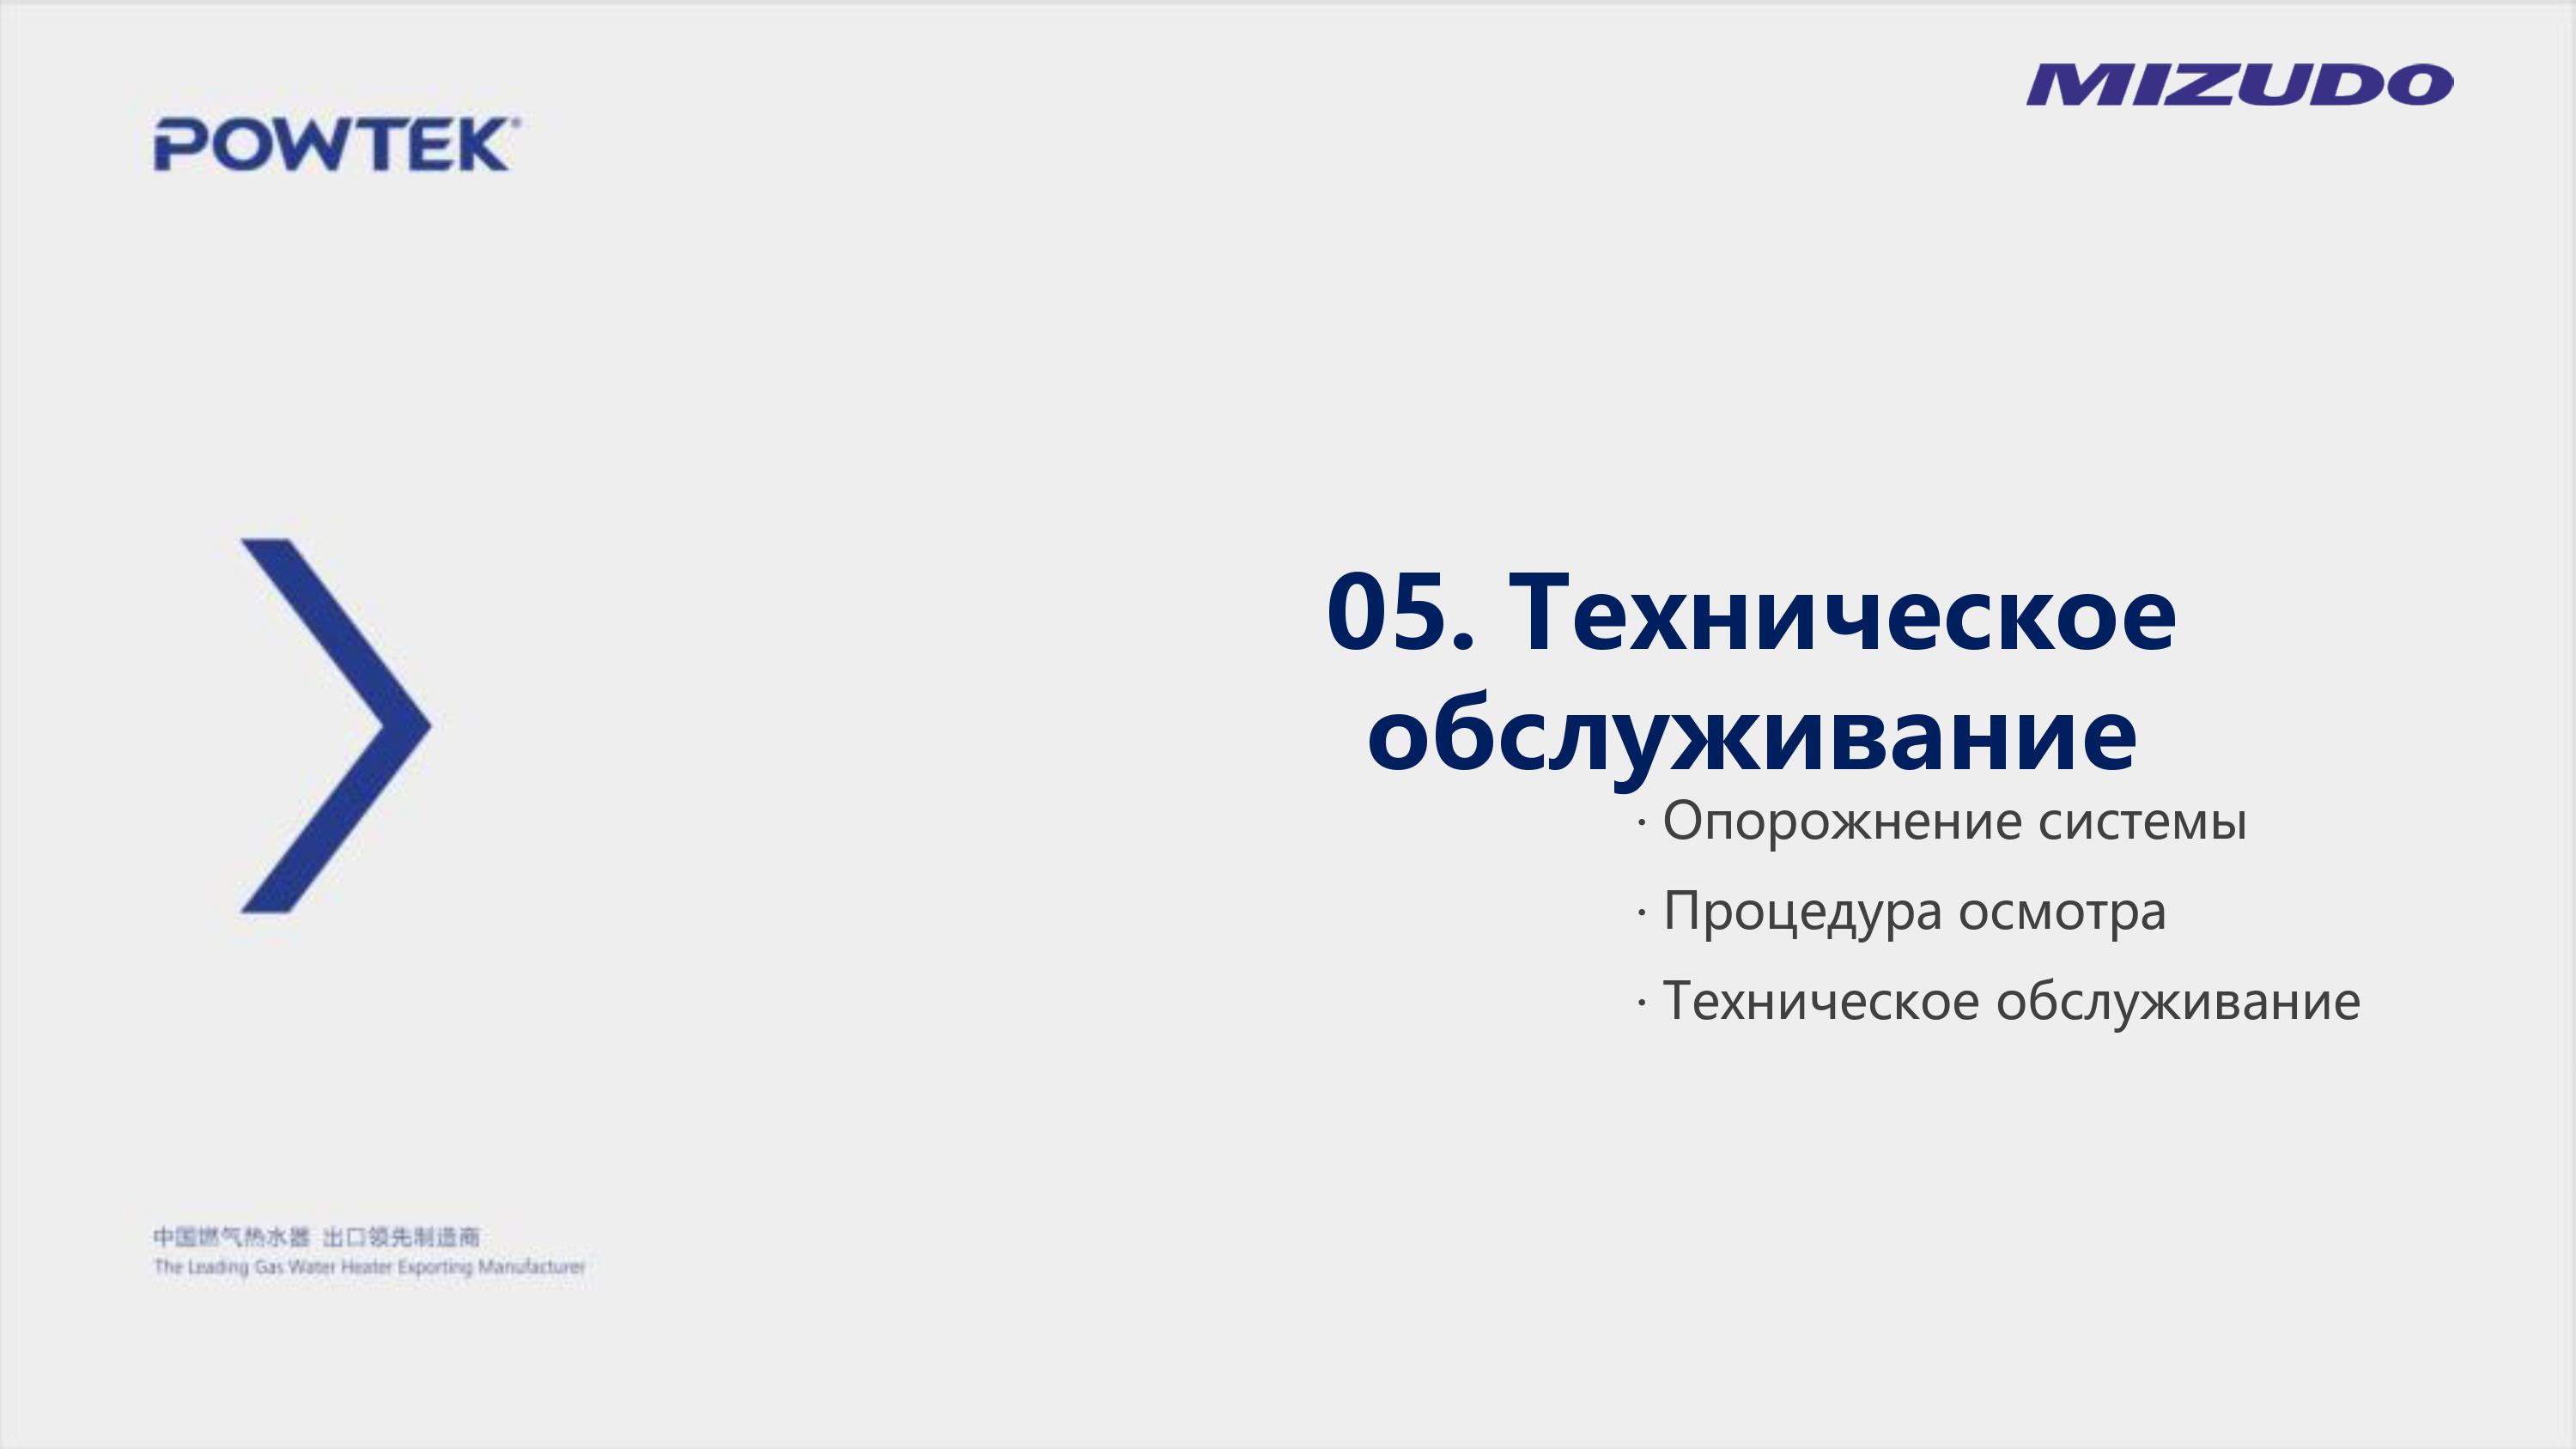 MIZUDO
POWTEK®
05. Техническое
обслуживание
· Опорожнение системы
· Процедура осмотра
· Техническое обслуживание
中国燃气热水器 出口领先制造商
The Leading Gas Water Heater Exporting Manufacturer